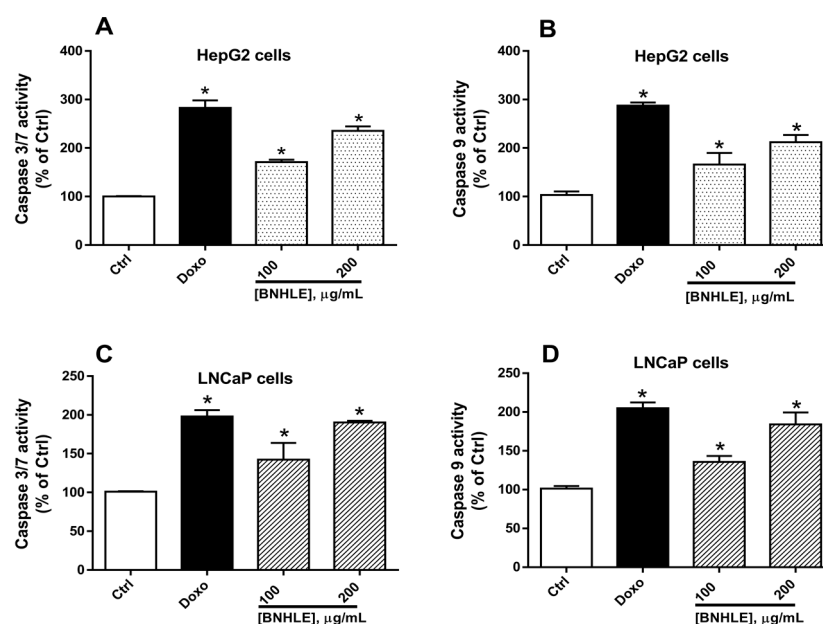 A
HepG2 cells
Caspase 3/7 activity
(% of Ctrl)
400
300
200
100
0
*
*
*
Ctrl
Doxo
100
200
[BNHLE], μg/mL
B
HepG2 cells
Caspase 9 activity
(% of Ctrl)
400
300
200
100
0
*
*
*
Ctrl
Doxo
100
200
[BNHLE], μg/mL
C
LNCaP cells
Caspase 3/7 activity
(% of Ctrl)
250
200
150
100
50
0
*
*
*
Ctrl
Doxo
100
200
[BNHLE], μg/mL
D
LNCaP cells
Caspase 9 activity
(% of Ctrl)
250
200
150
100
50
0
*
*
*
Ctrl
Doxo
100
200
[BNHLE], μg/mL